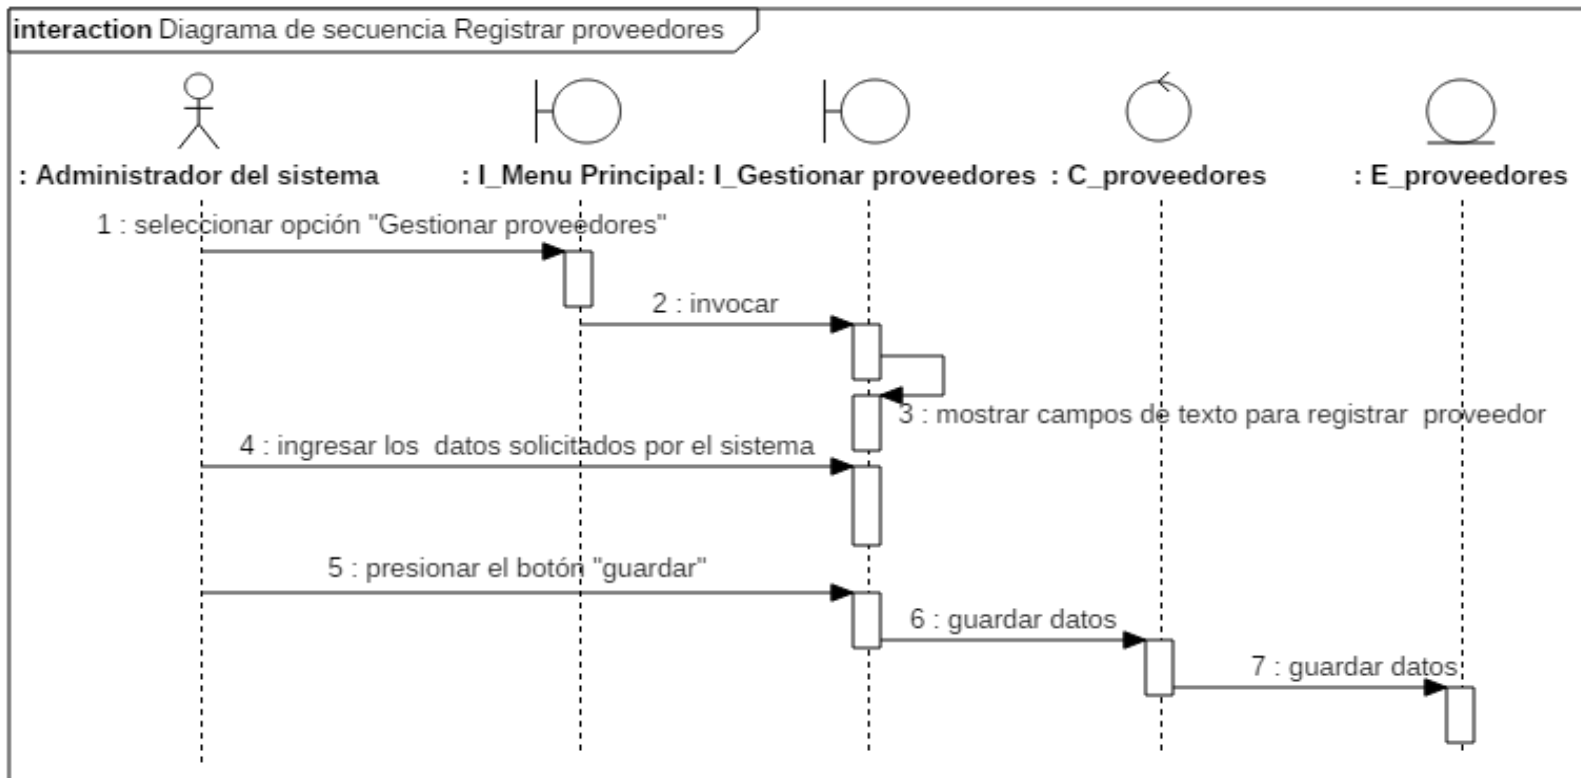 interaction Diagrama de secuencia Registrar proveedores
: Administrador del sistema
: I_Menu Principal
: I_Gestionar proveedores
: C_proveedores
: E_proveedores
1 : seleccionar opción "Gestionar proveedores"
2 : invocar
3 : mostrar campos de texto para registrar  proveedor
4 : ingresar los  datos solicitados por el sistema
5 : presionar el botón "guardar"
6 : guardar datos
7 : guardar datos